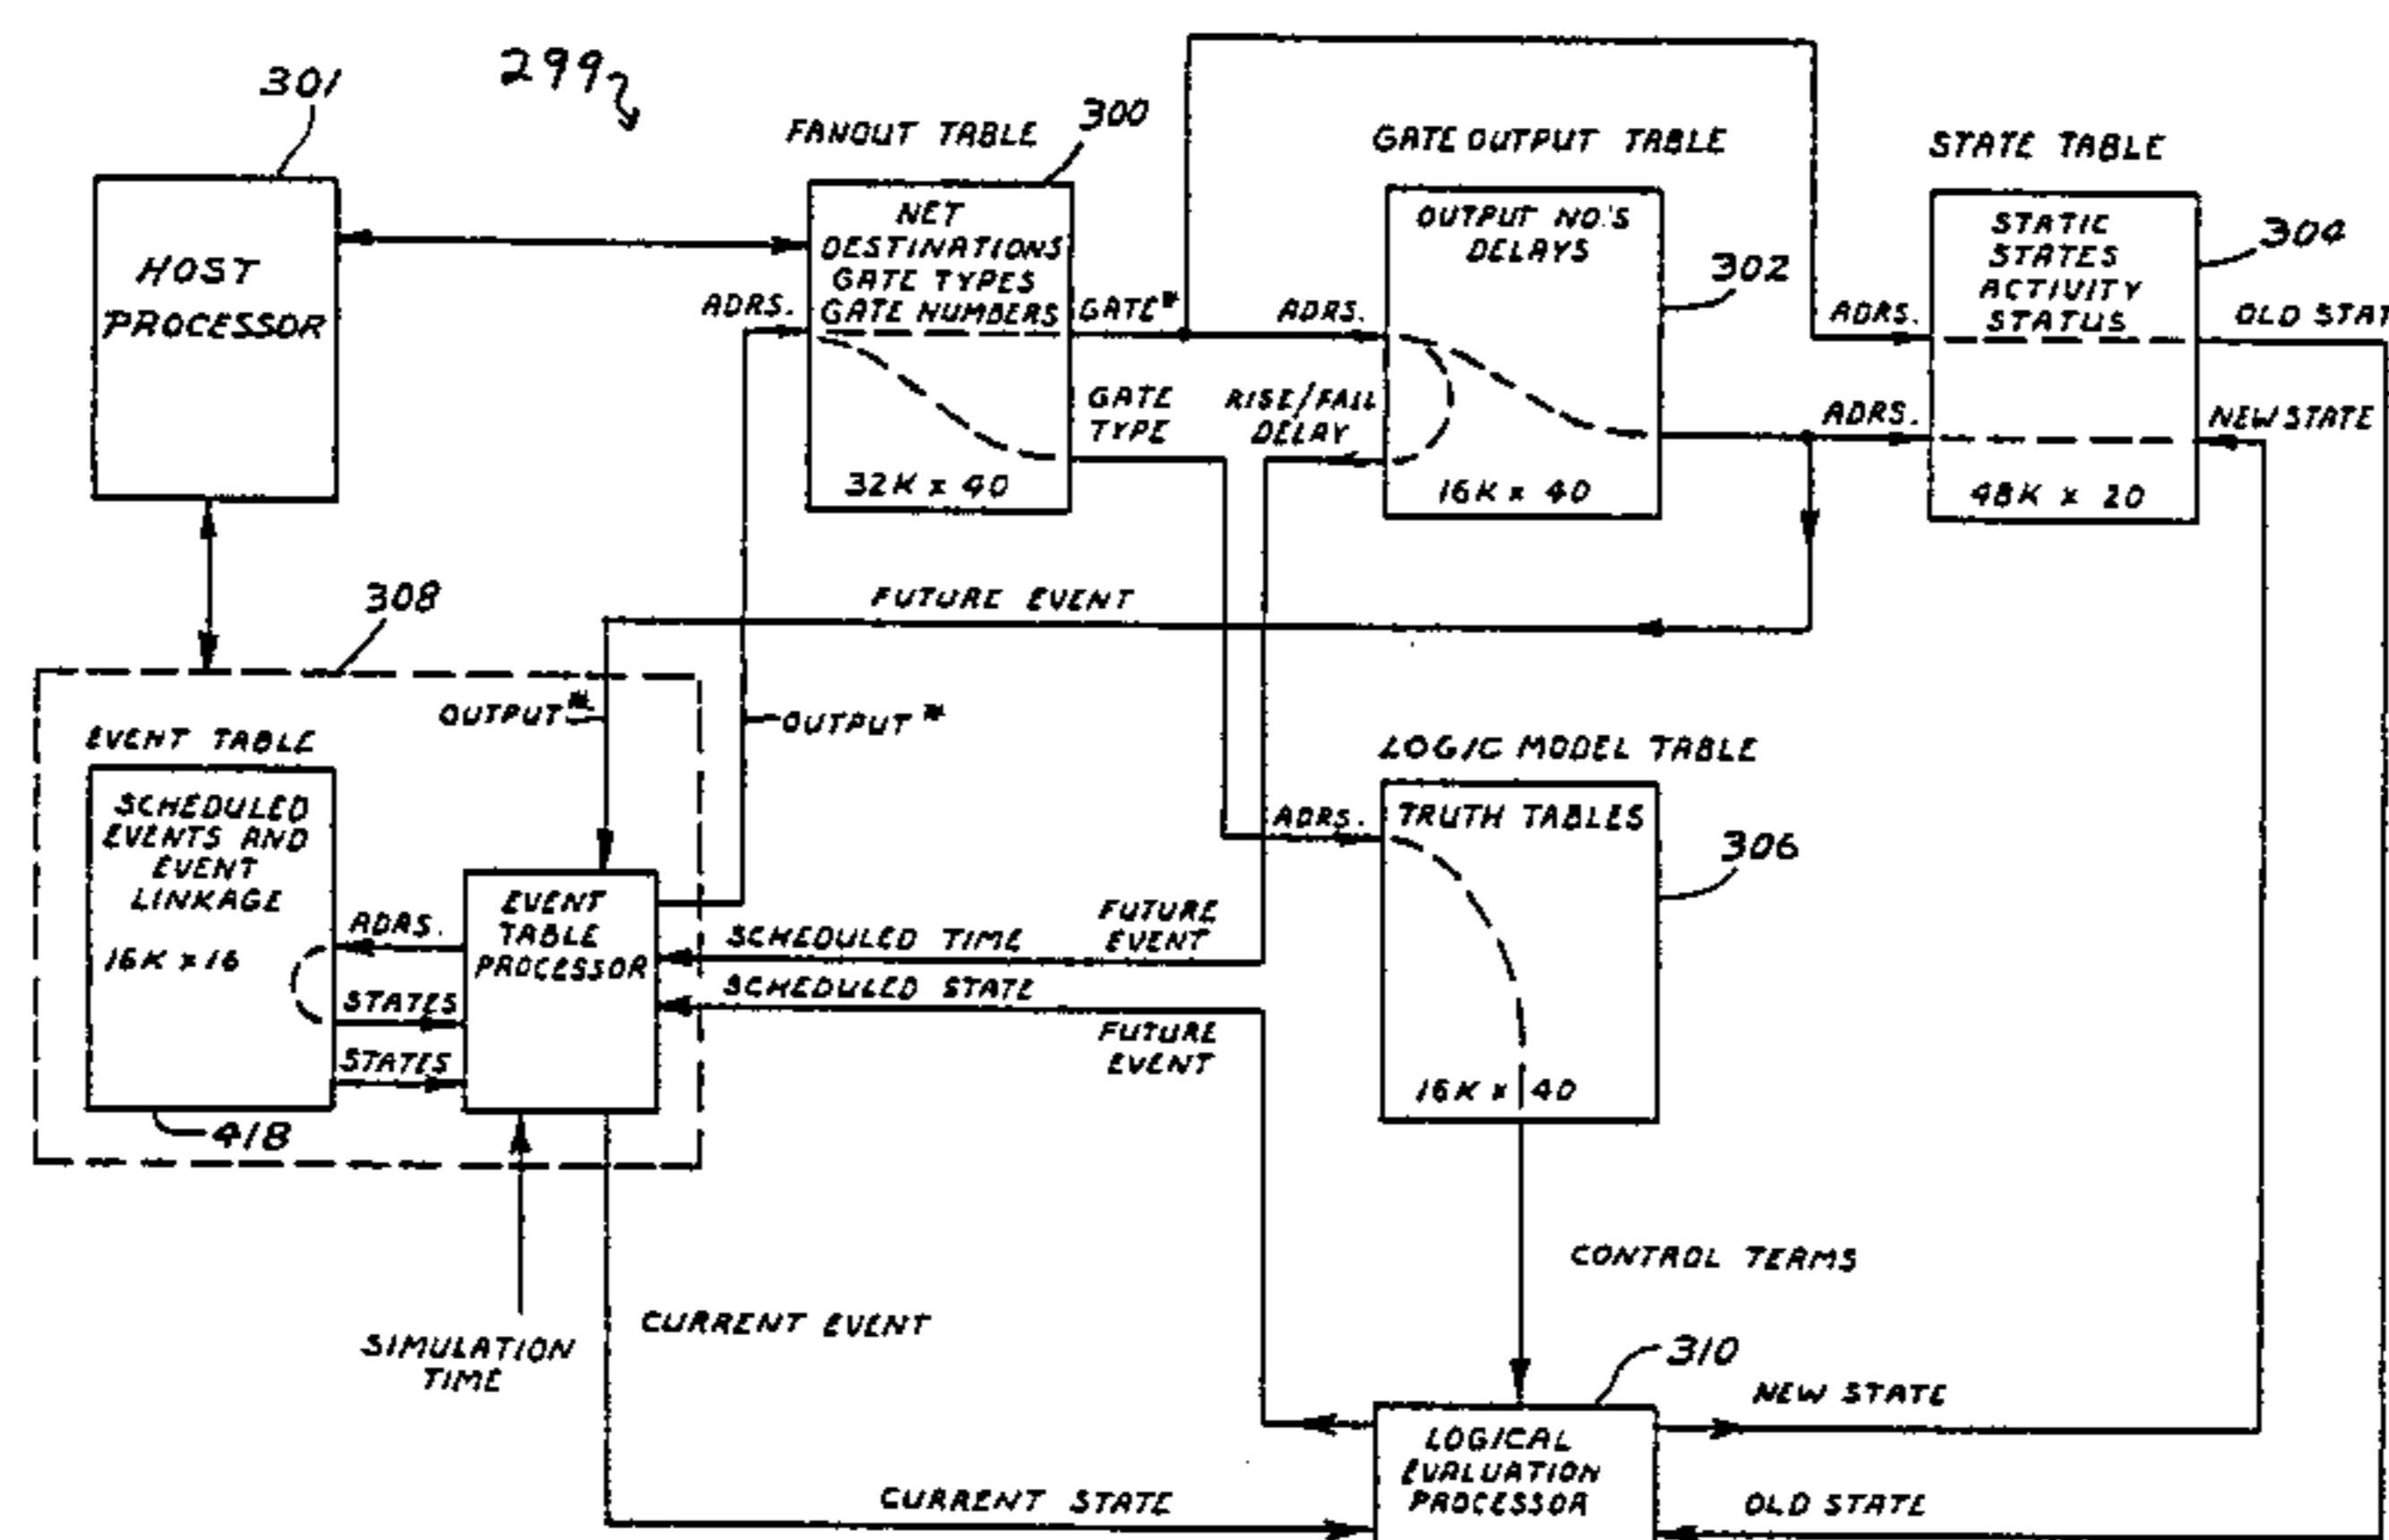 299
301
HOST
PROCESSOR
FANOUT TABLE
300
NET
DESTINATIONS
GATE TYPES
GATE NUMBERS
32K x 40
ADRS.
GATE#
GATE
TYPE
GATE OUTPUT TABLE
OUTPUT NO.'S
DELAYS
302
16K x 40
ADRS.
RISE/FALL
DELAY
STATE TABLE
STATIC
STATES
ACTIVITY
STATUS
304
48K x 20
ADRS.
ADRS.
OLD STAT
NEW STATE
FUTURE EVENT
308
OUTPUT#
OUTPUT#
EVENT TABLE
SCHEDULED
EVENTS AND
EVENT
LINKAGE
16K x 16
418
ADRS.
STATES
STATES
EVENT
TABLE
PROCESSOR
SCHEDULED TIME
FUTURE
EVENT
SCHEDULED STATE
FUTURE
EVENT
LOGIC MODEL TABLE
ADRS.
TRUTH TABLES
306
16K x 40
CONTROL TERMS
SIMULATION
TIME
CURRENT EVENT
310
LOGICAL
EVALUATION
PROCESSOR
NEW STATE
CURRENT STATE
OLD STATE